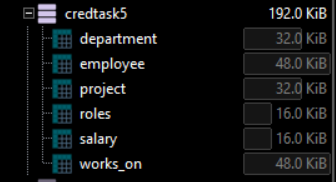 credtask5 192.0 KiB
department 32.0 KiB
employee 48.0 KiB
project 32.0 KiB
roles 16.0 KiB
salary 16.0 KiB
works_on 48.0 KiB